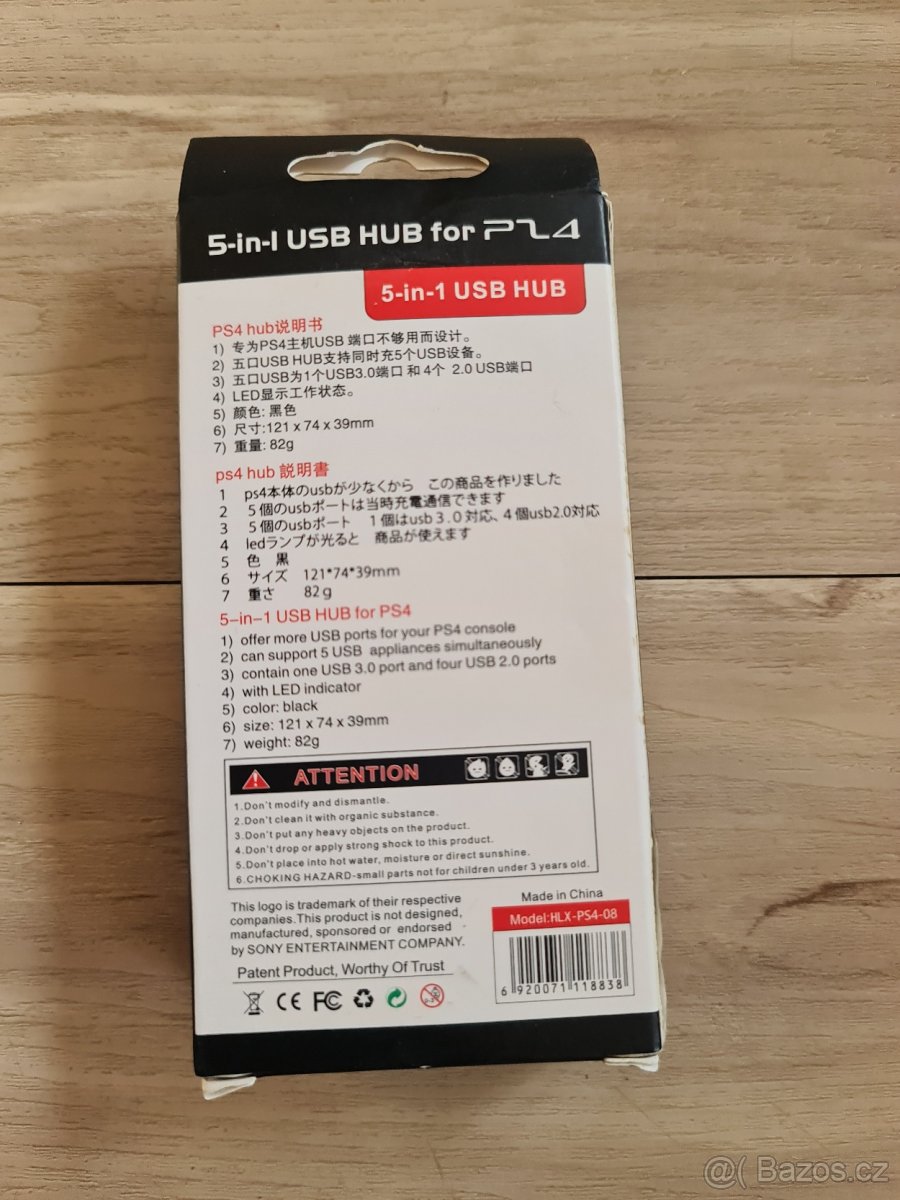 5-in-1 USB HUB for PS4
5-in-1 USB HUB
PS4 hub说明书
1) 专为PS4主机USB 端口不够用而设计。
2) 五口USB HUB支持同时充5个USB设备。
3) 五口USB为1个USB3.0端口 和 4个 2.0 USB端口
4) LED显示工作状态。
5) 颜色: 黑色
6) 尺寸:121 x 74 x 39mm
7) 重量: 82g
ps4 hub 説明書
1 ps4本体のusbが少なくから この商品を作りました
2 5個のusbポートは当時充電通信できます
3 5個のusbポート 1個はusb3.0対応、4個usb2.0対応
4 ledランプが光ると 商品が使えます
5 色 黒
6 サイズ 121*74*39mm
7 重さ 82g
5-in-1 USB HUB for PS4
1) offer more USB ports for your PS4 console
2) can support 5 USB appliances simultaneously
3) contain one USB 3.0 port and four USB 2.0 ports
4) with LED indicator
5) color: black
6) size: 121 x 74 x 39mm
7) weight: 82g
ATTENTION
1.Don't modify and dismantle.
2.Don't clean it with organic substance.
3.Don't put any heavy objects on the product.
4.Don't drop or apply strong shock to this product.
5.Don't place into hot water, moisture or direct sunshine.
6.CHOKING HAZARD-small parts not for children under 3 years old.
This logo is trademark of their respective
companies.This product is not designed,
manufactured, sponsored or endorsed
by SONY ENTERTAINMENT COMPANY.
Patent Product, Worthy Of Trust
CE FC
0-3
Made in China
Model:HLX-PS4-08
6 920071 118838
@( Bazos.cz